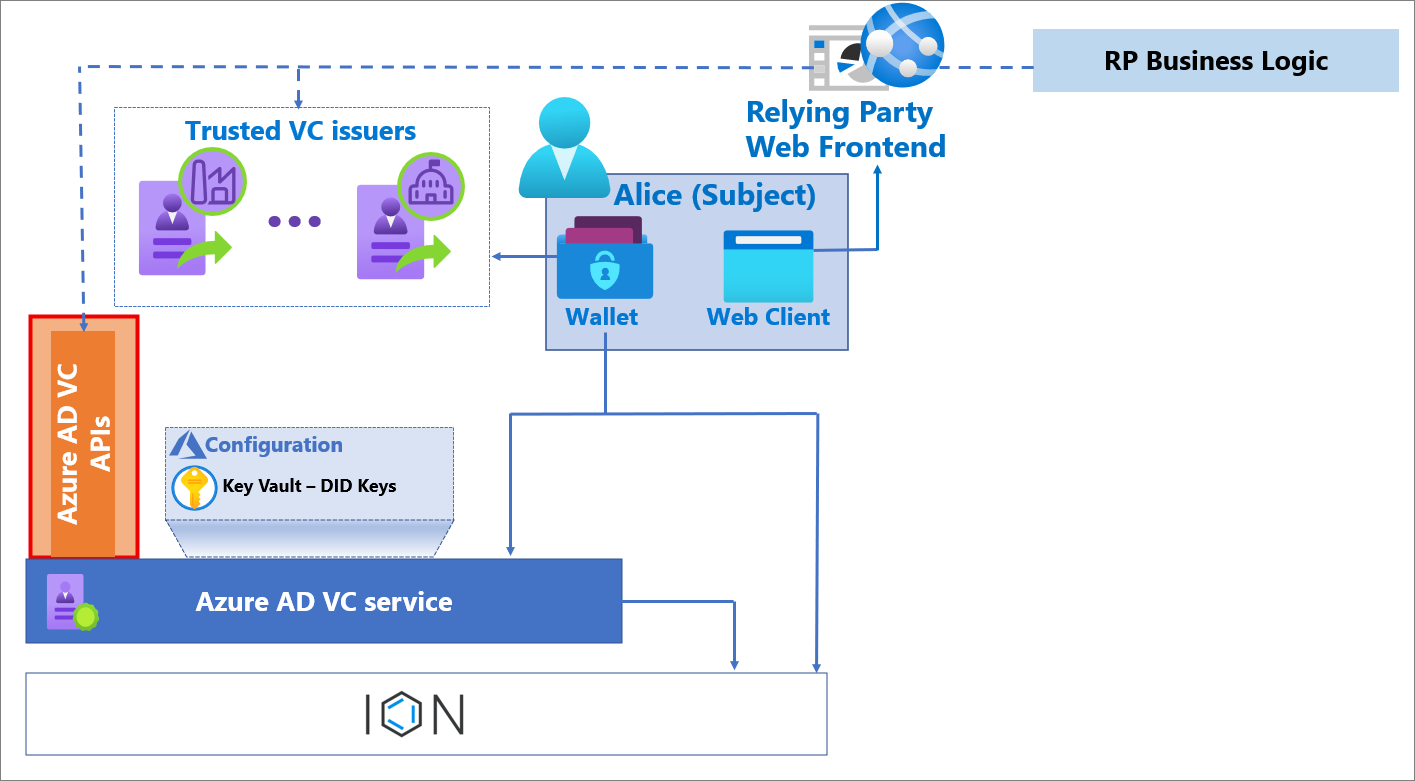 RP Business Logic
Relying Party
Web Frontend
Trusted VC issuers
Alice (Subject)
Wallet
Web Client
Azure AD VC
APIs
Configuration
Key Vault – DID Keys
Azure AD VC service
ION